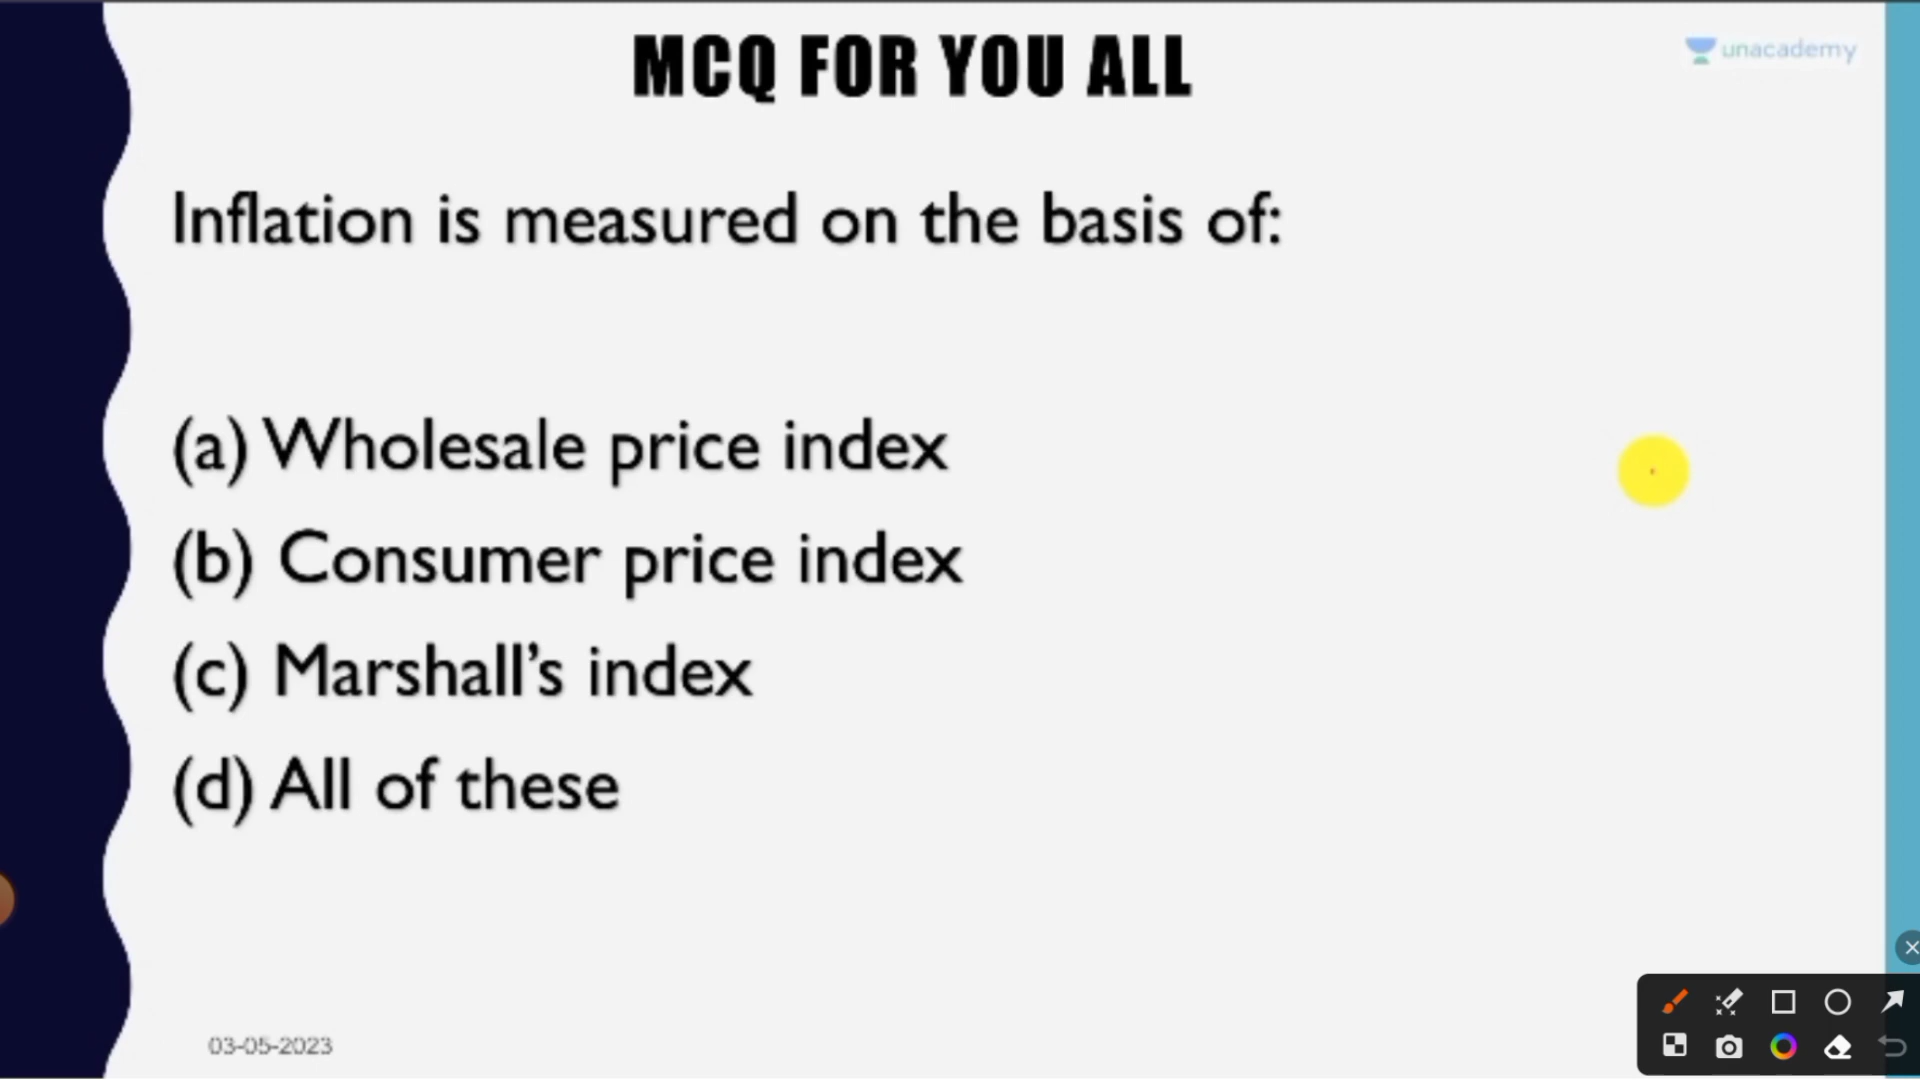 MCQ FOR YOU ALL
unacademy
Inflation is measured on the basis of:
(a) Wholesale price index
(b) Consumer price index
(c) Marshall’s index
(d) All of these
03-05-2023